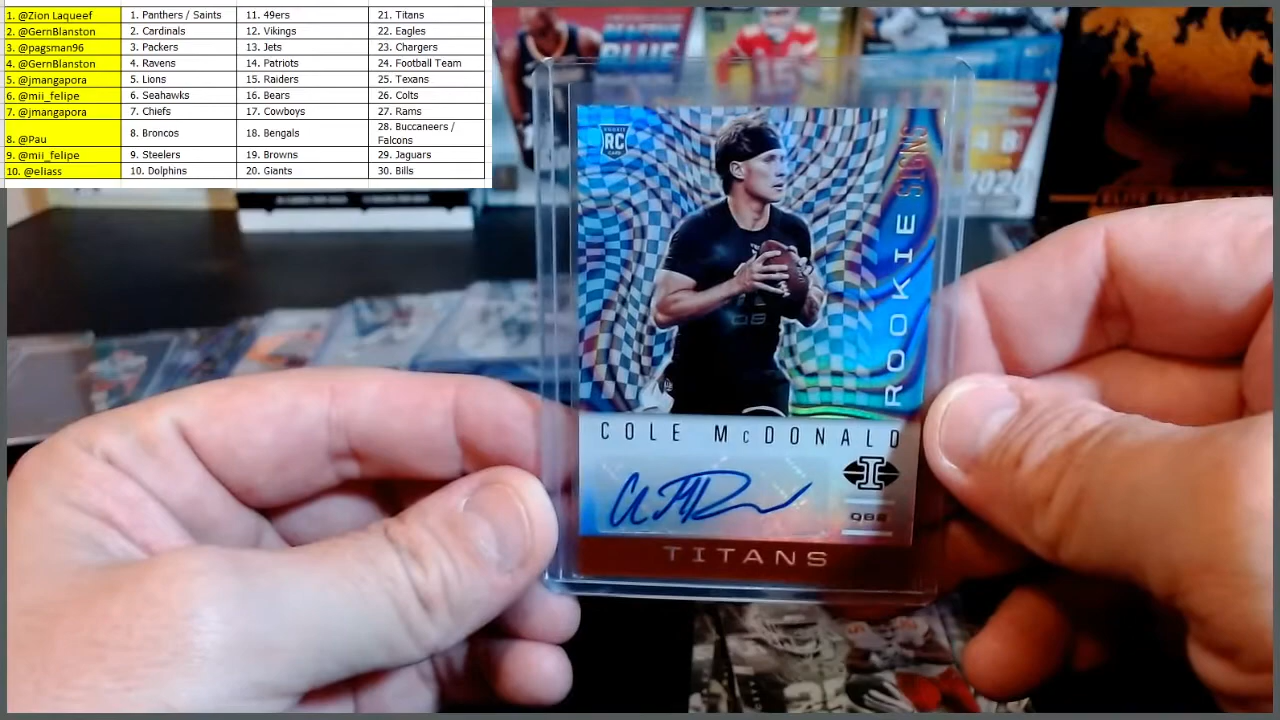 1. @Zion Laqueef 1. Panthers / Saints 11. 49ers 21. Titans
2. @GernBlanston 2. Cardinals 12. Vikings 22. Eagles
3. @pagsman96 3. Packers 13. Jets 23. Chargers
4. @GernBlanston 4. Ravens 14. Patriots 24. Football Team
5. @jmangapora 5. Lions 15. Raiders 25. Texans
6. @mii_felipe 6. Seahawks 16. Bears 26. Colts
7. @jmangapora 7. Chiefs 17. Cowboys 27. Rams
8. @Pau 8. Broncos 18. Bengals 28. Buccaneers / Falcons
9. @mii_felipe 9. Steelers 19. Browns 29. Jaguars
10. @eliass 10. Dolphins 20. Giants 30. Bills
BLUE
15
2020
RC
ROOKIE SIGNS
QB
COLE McDONALD
I
TITANS